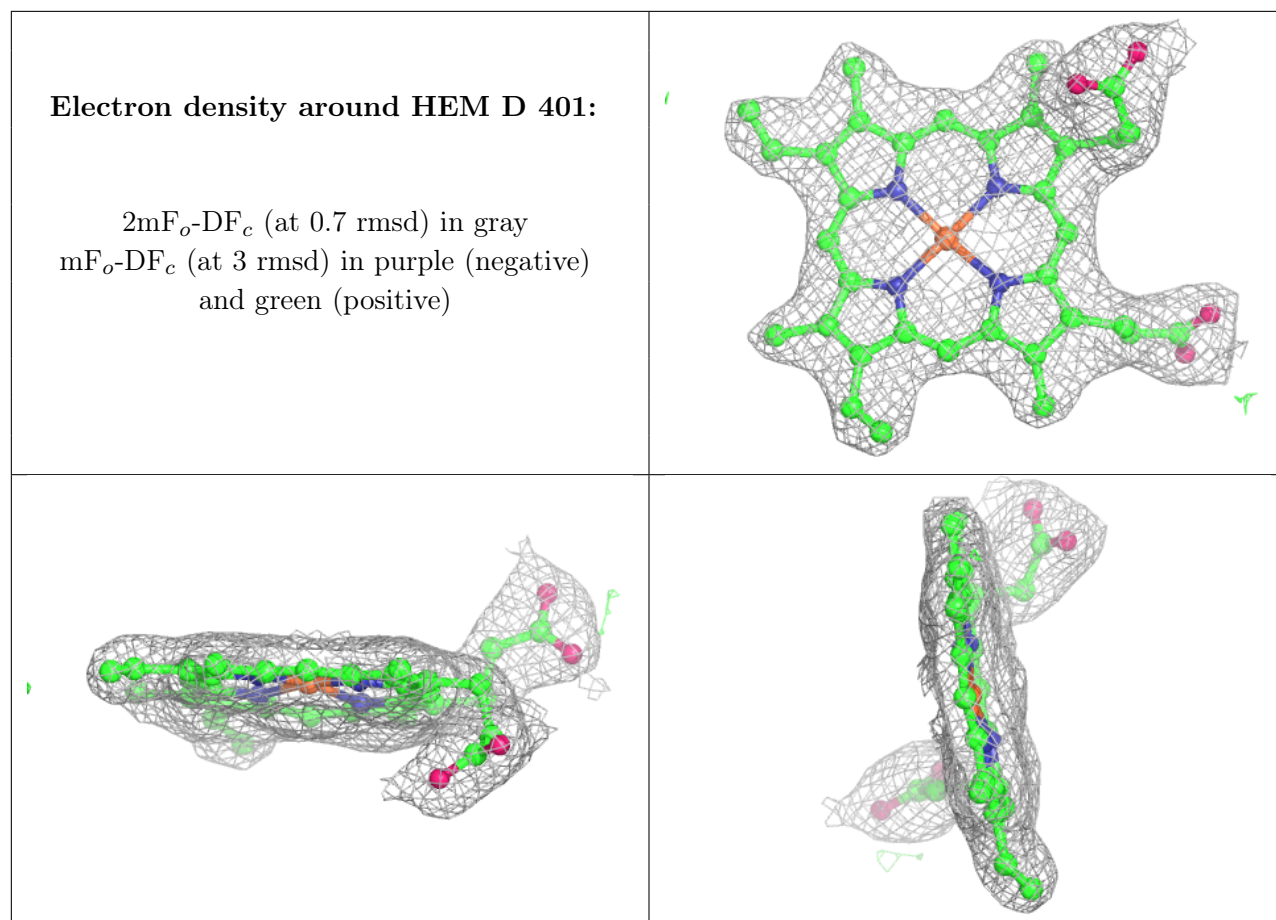 Electron density around HEM D 401:
2mFo-DFc (at 0.7 rmsd) in gray
mFo-DFc (at 3 rmsd) in purple (negative)
and green (positive)